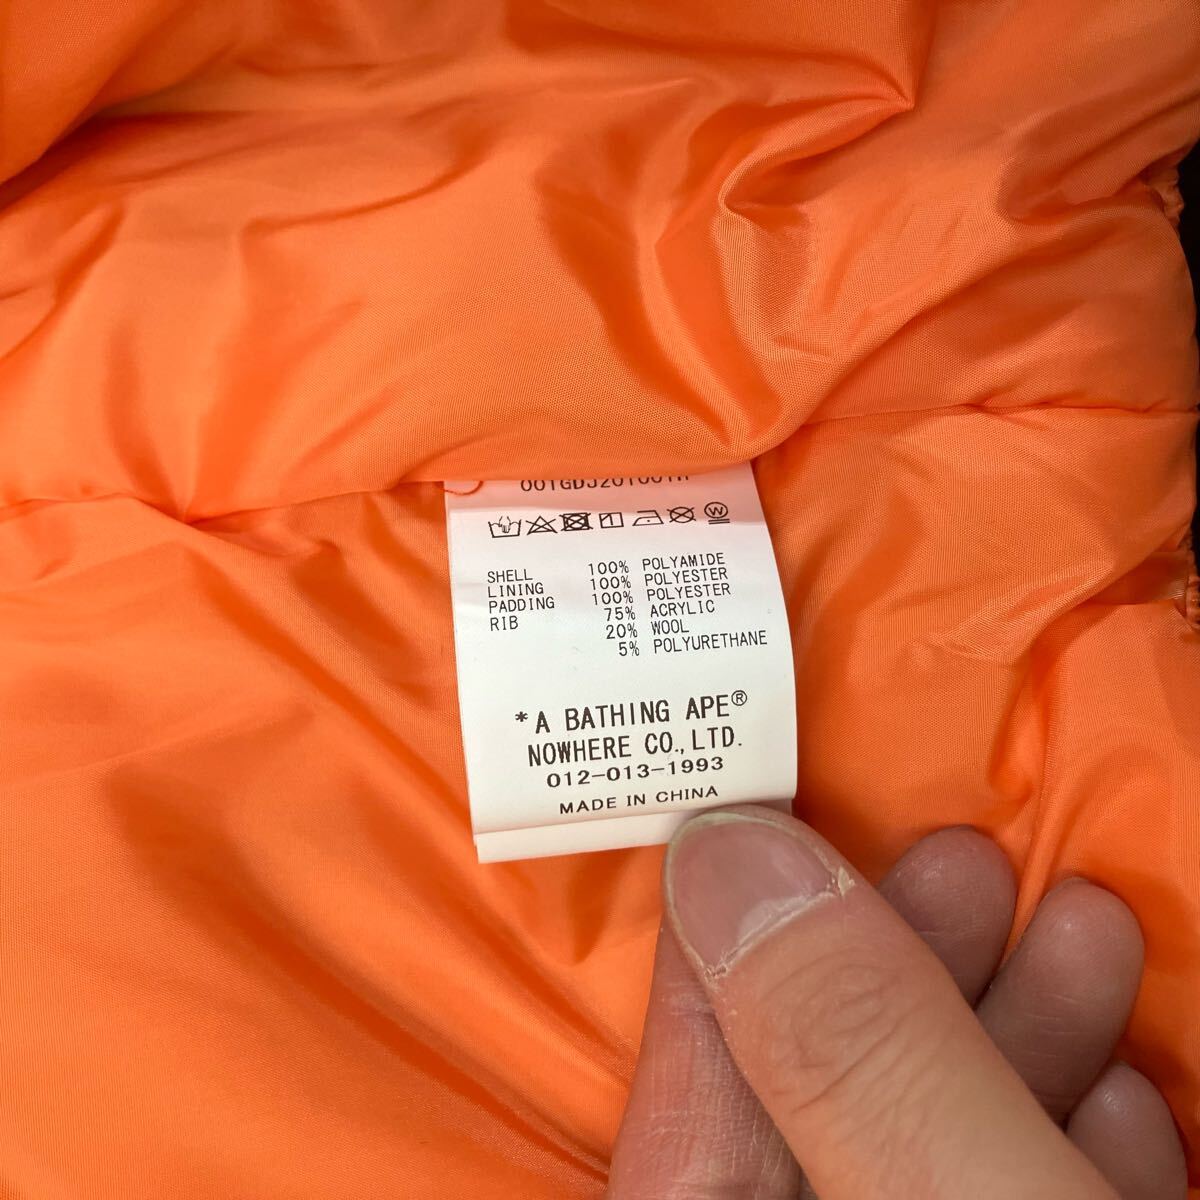 SHELL 100% POLYAMIDE
LINING 100% POLYESTER
PADDING 100% POLYESTER
RIB 75% ACRYLIC
20% WOOL
5% POLYURETHANE
*A BATHING APE®
NOWHERE CO., LTD.
012-013-1993
MADE IN CHINA